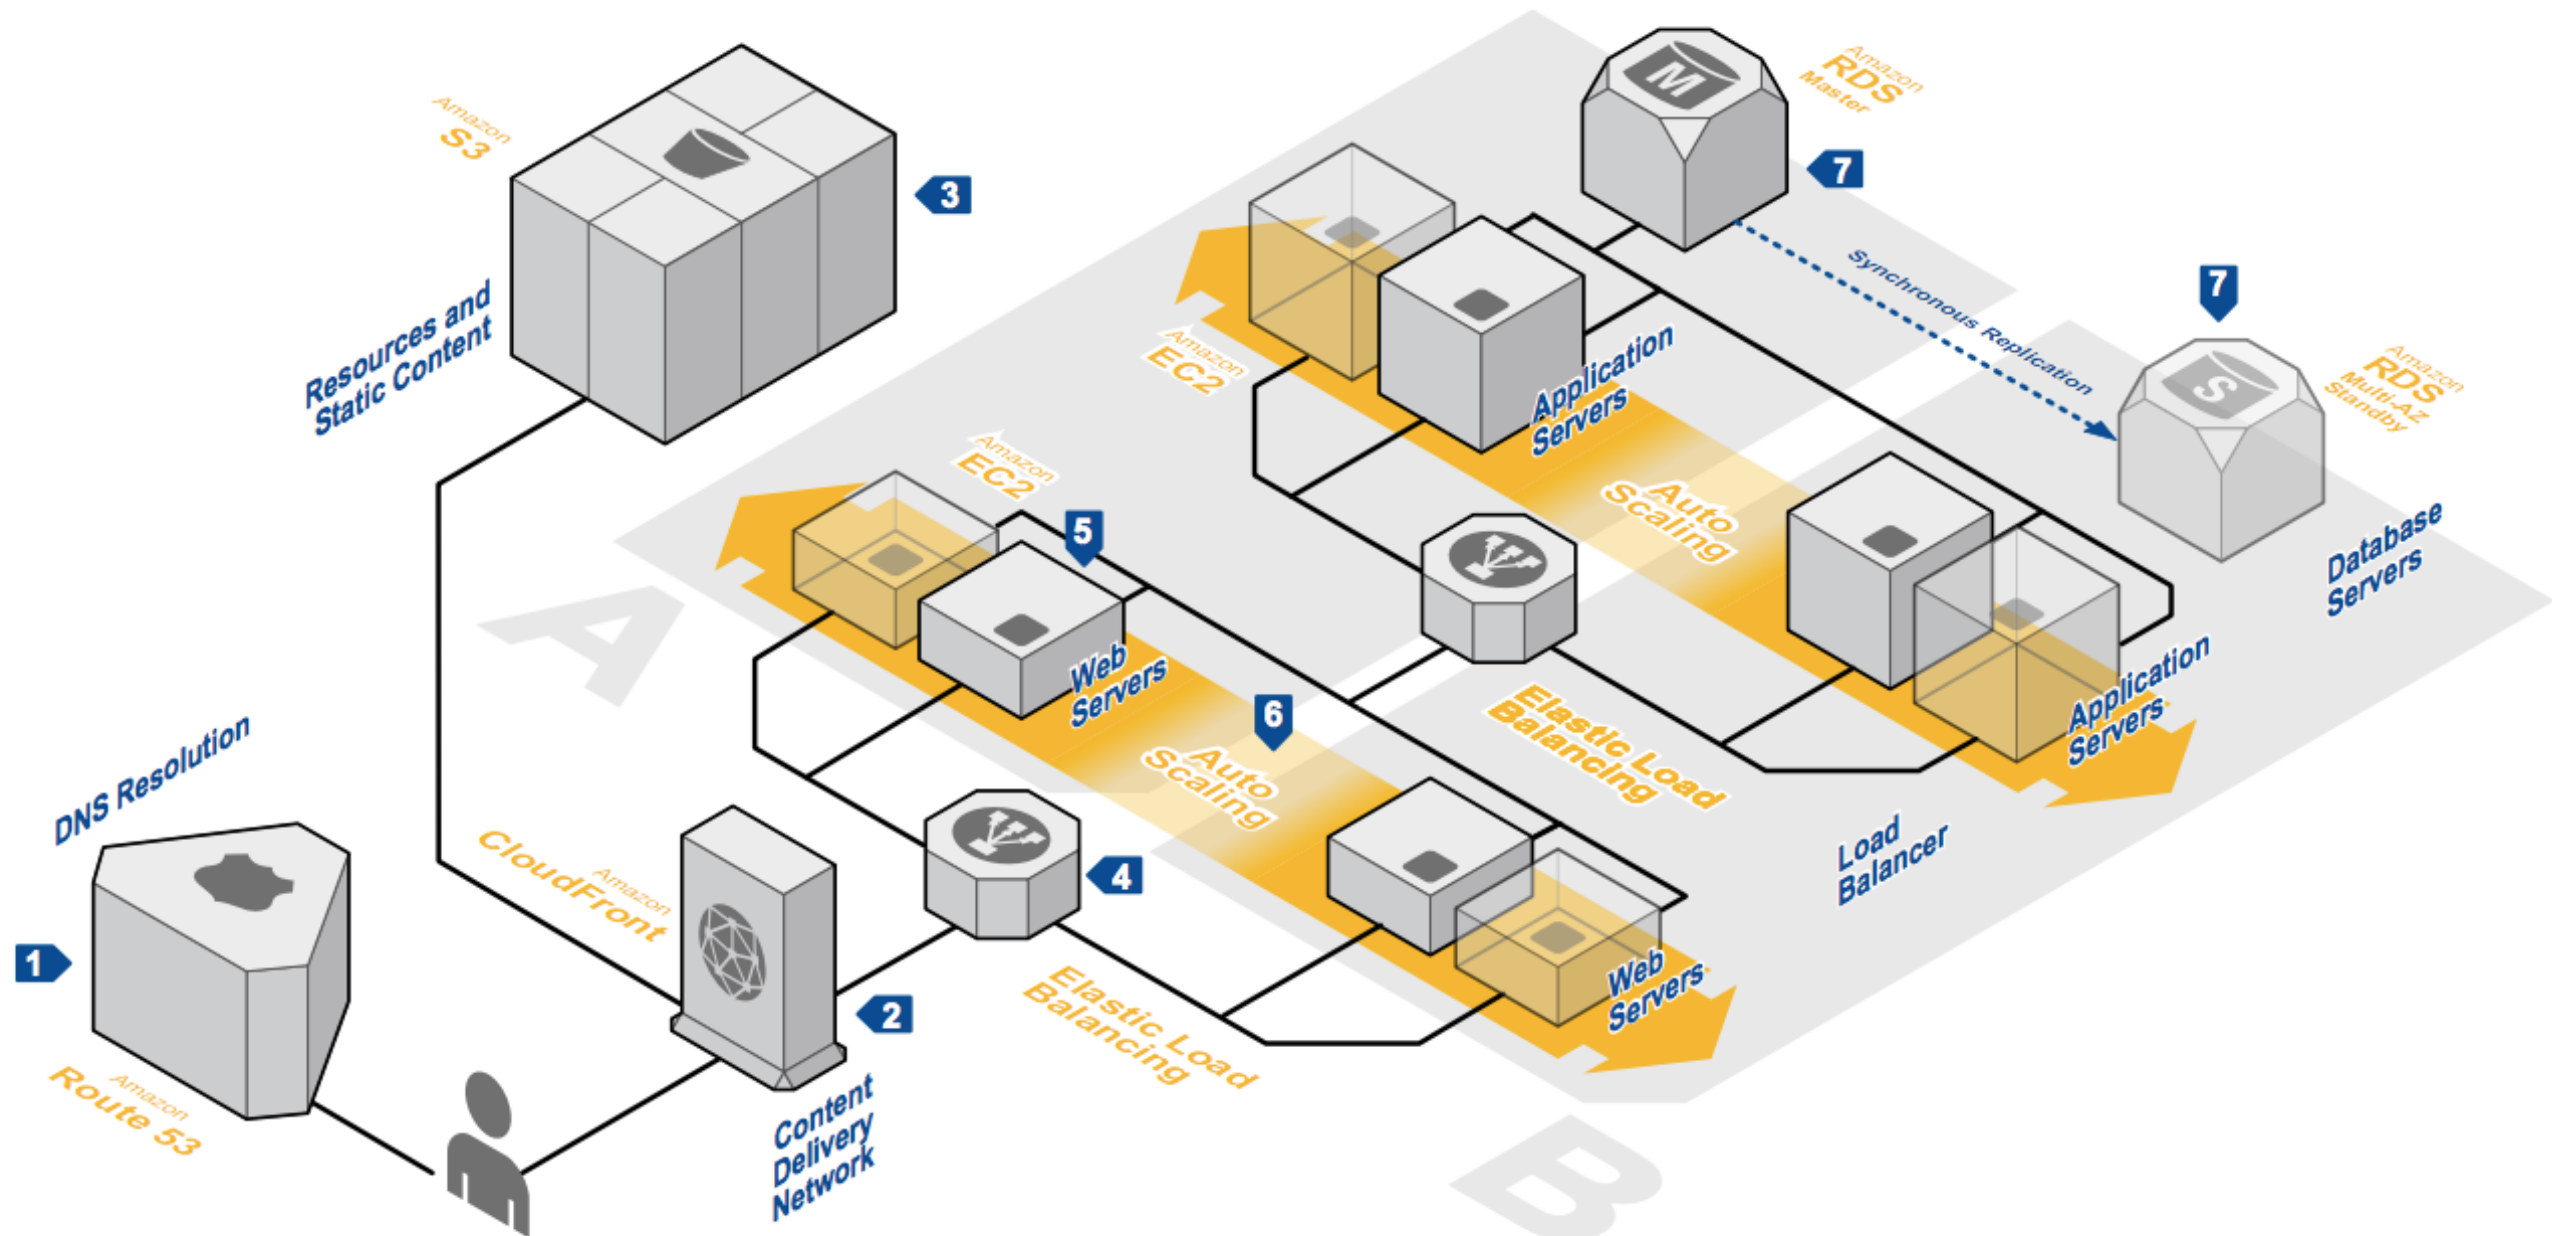 Amazon
S3
3
Resources and
Static Content
Amazon
RDS
Master
M
7
Synchronous Replication
7
S
Amazon
RDS
Multi-AZ
Standby
Database
Servers
Amazon
EC2
Application
Servers
Auto
Scaling
Amazon
EC2
5
Web
Servers
A
6
Auto
Scaling
Elastic Load
Balancing
Application
Servers
Load
Balancer
DNS Resolution
1
Amazon
Route 53
Amazon
CloudFront
2
Content
Delivery
Network
4
Elastic Load
Balancing
Web
Servers
B